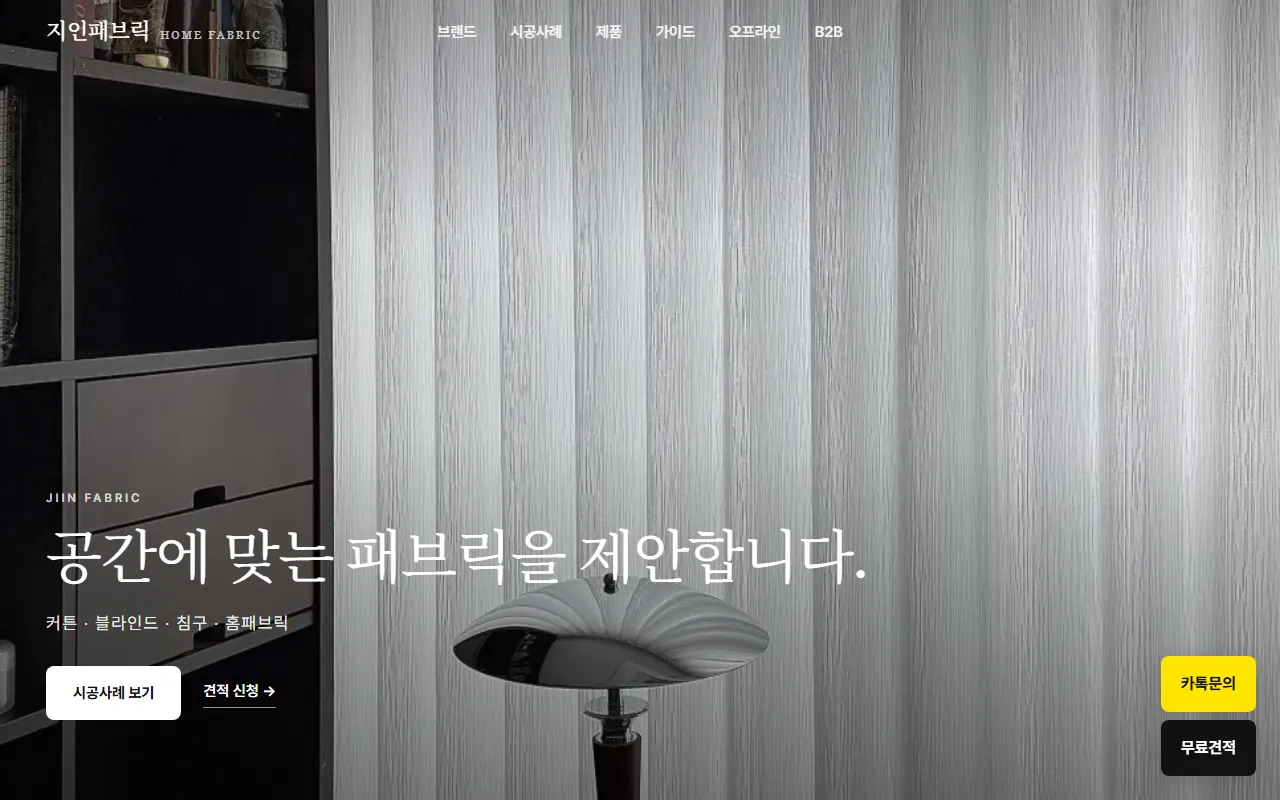 지인패브릭 HOME FABRIC
브랜드 시공사례 제품 가이드 오프라인 B2B
JIIN FABRIC
공간에 맞는 패브릭을 제안합니다.
커튼 · 블라인드 · 침구 · 홈패브릭
시공사례 보기 견적 신청 →
카톡문의
무료견적